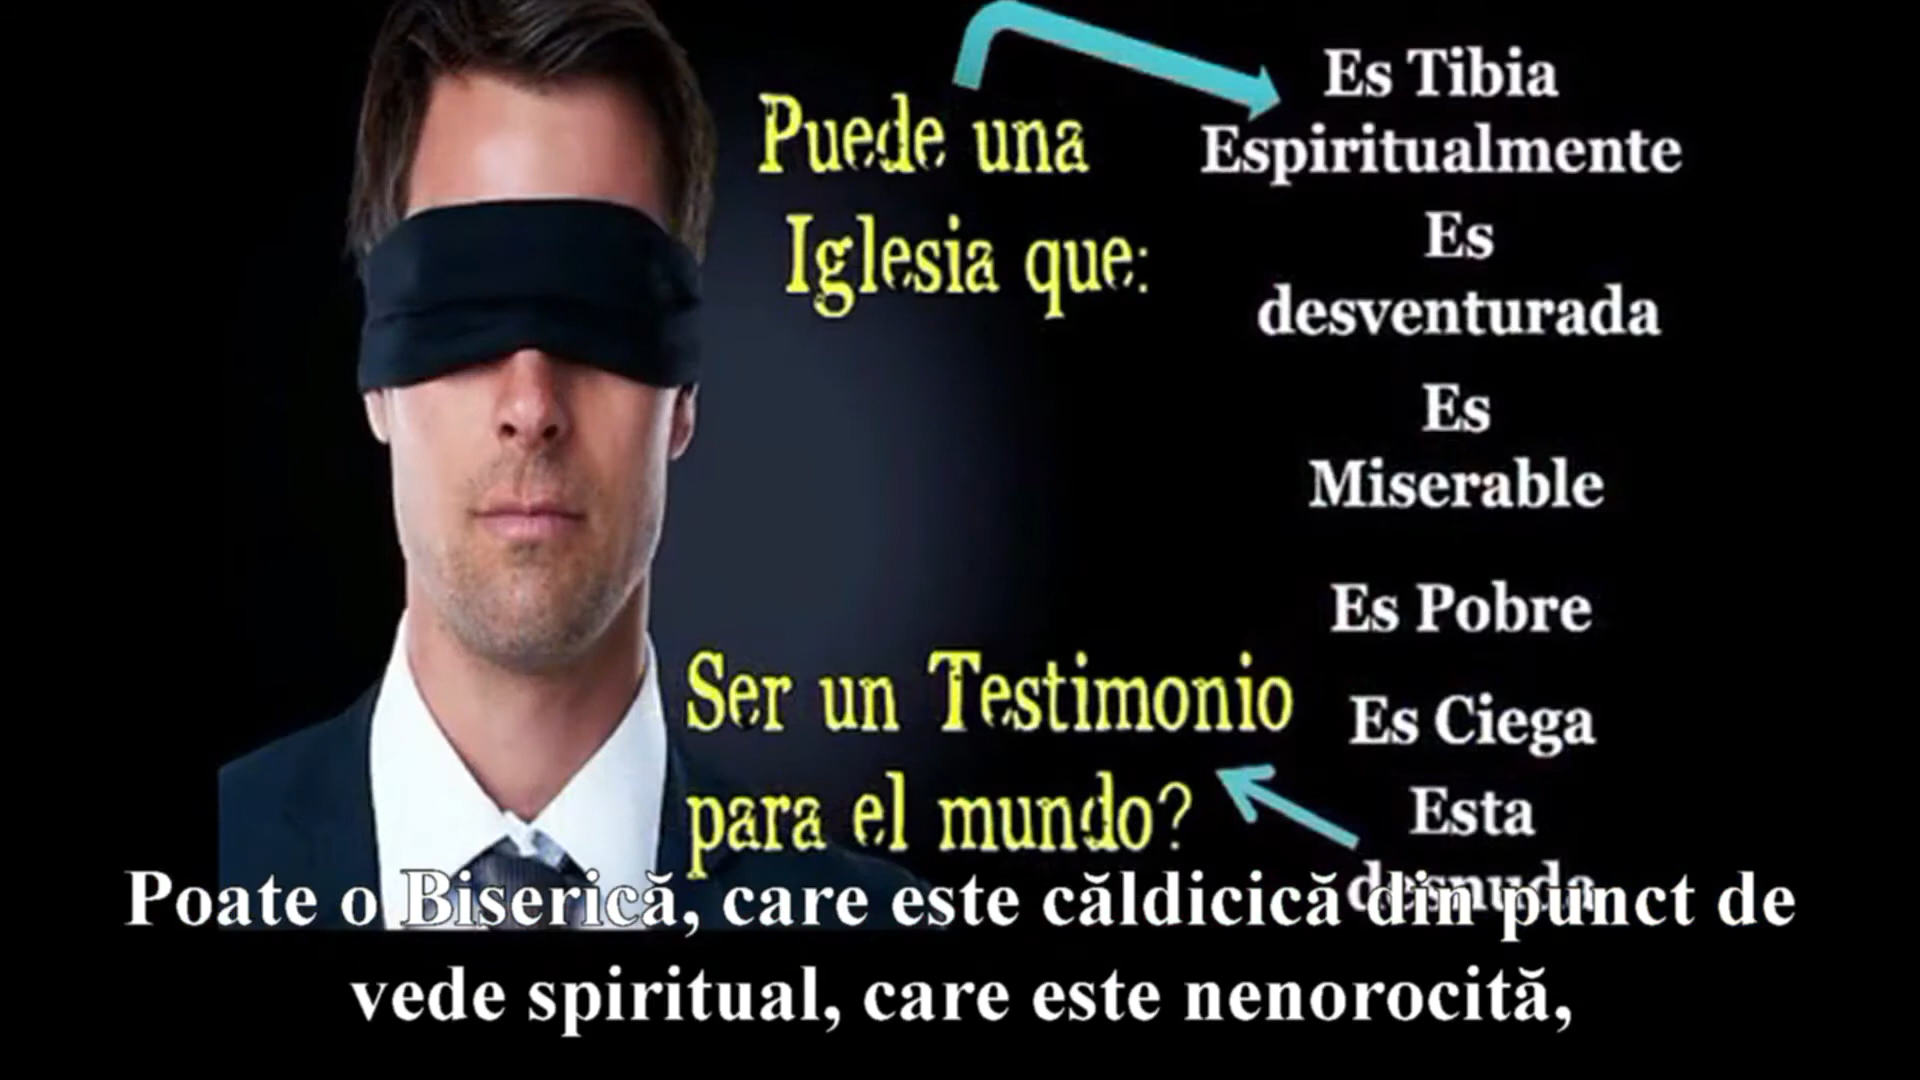 Puede una
Iglesia que:
Es Tibia
Espiritualmente
Es
desventurada
Es
Miserable
Es Pobre
Es Ciega
Esta
desnuda
Ser un Testimonio
para el mundo?
Poate o Biserică, care este căldicică din punct de
vede spiritual, care este nenorocită,